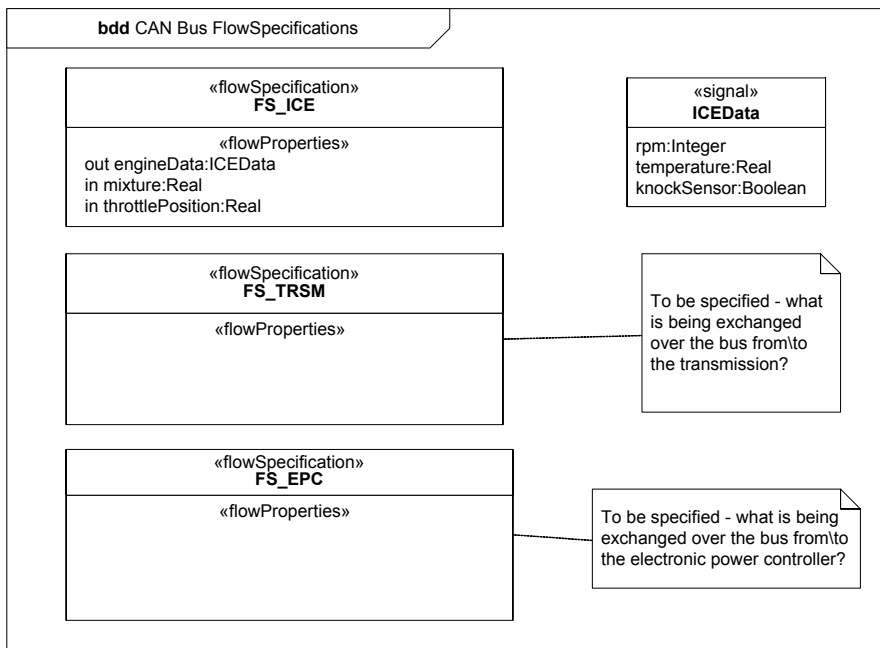 bdd CAN Bus FlowSpecifications
«flowSpecification»
FS_ICE
«flowProperties»
out engineData:ICEData
in mixture:Real
in throttlePosition:Real
«signal»
ICEData
rpm:Integer
temperature:Real
knockSensor:Boolean
«flowSpecification»
FS_TRSM
«flowProperties»
To be specified - what
is being exchanged
over the bus from\to
the transmission?
«flowSpecification»
FS_EPC
«flowProperties»
To be specified - what is being
exchanged over the bus from\to
the electronic power controller?